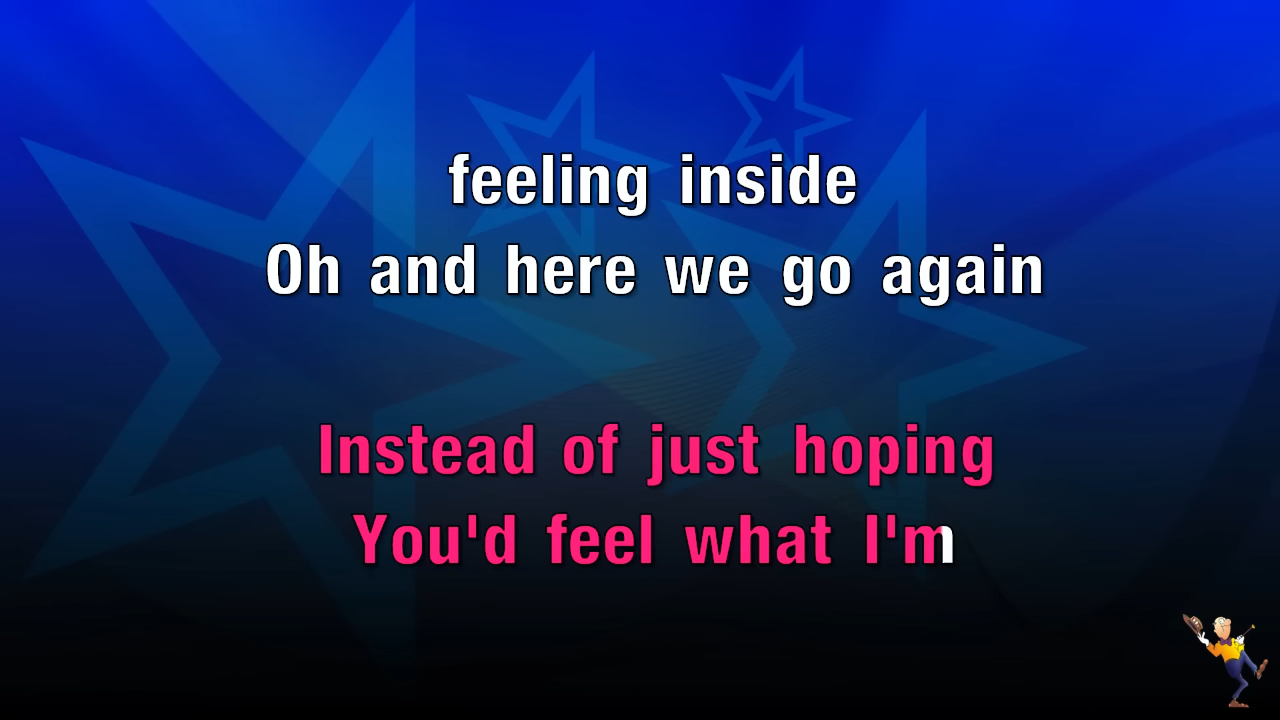 feeling inside
Oh and here we go again
Instead of just hoping
You'd feel what I'm